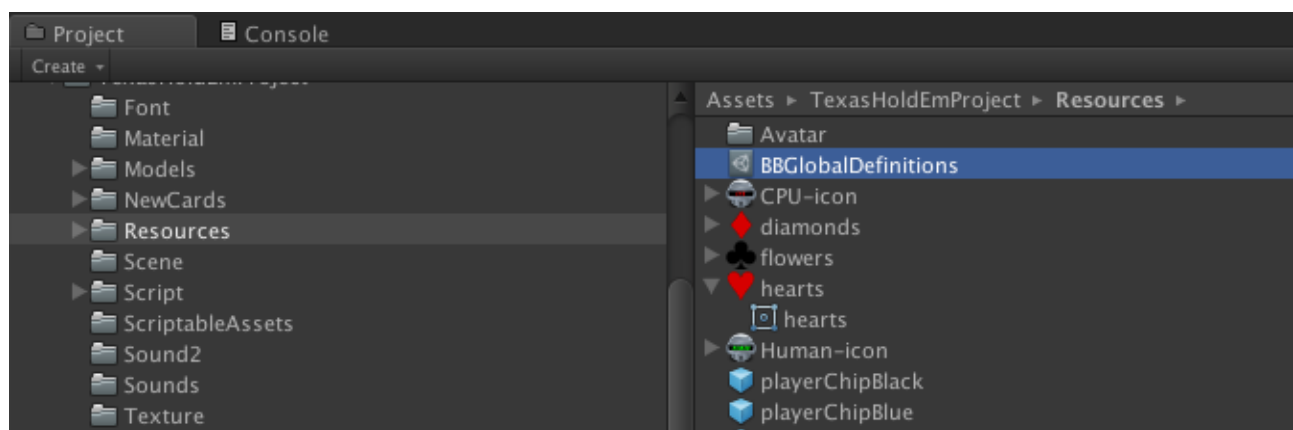 Project
Console
Create
Font
Material
Models
NewCards
Resources
Scene
Script
ScriptableAssets
Sound2
Sounds
Texture
Assets ▸ TexasHoldEmProject ▸ Resources ▸
Avatar
BBGlobalDefinitions
CPU-icon
diamonds
flowers
hearts
hearts
Human-icon
playerChipBlack
playerChipBlue